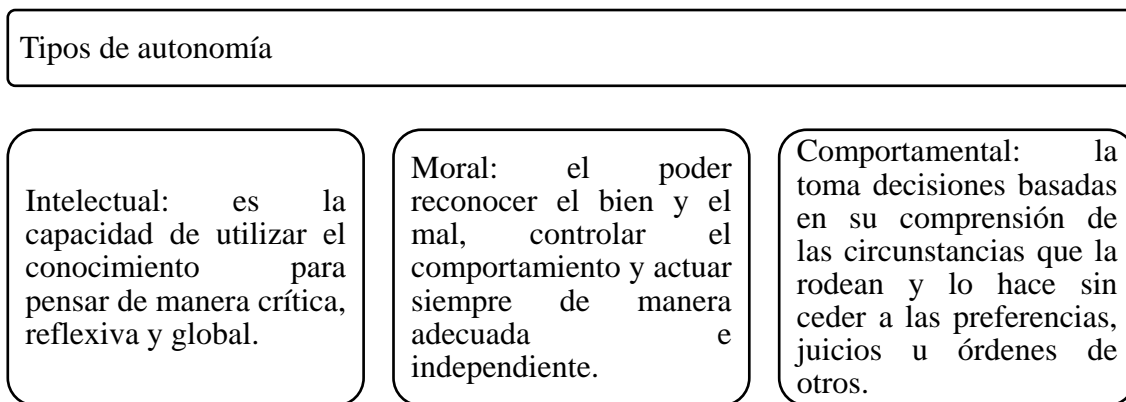 Tipos de autonomía
Intelectual: es la
capacidad de utilizar el
conocimiento para
pensar de manera crítica,
reflexiva y global.
Moral: el poder
reconocer el bien y el
mal, controlar el
comportamiento y actuar
siempre de manera
adecuada e
independiente.
Comportamental: la
toma decisiones basadas
en su comprensión de
las circunstancias que la
rodean y lo hace sin
ceder a las preferencias,
juicios u órdenes de
otros.